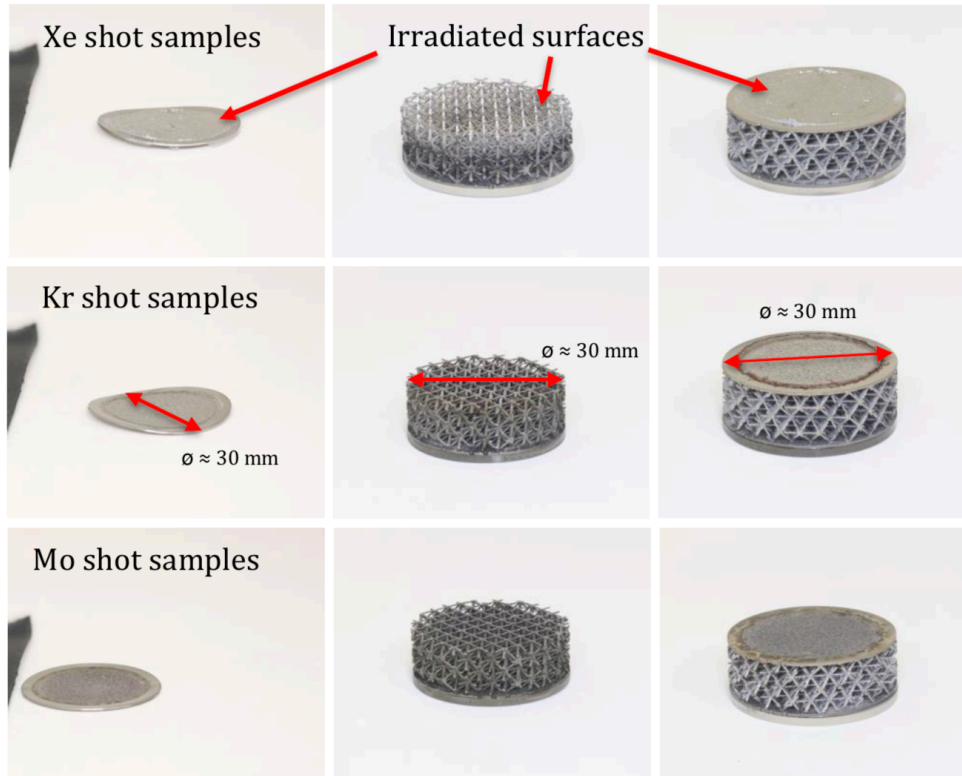 Xe shot samples
Irradiated surfaces
Kr shot samples
ø ≈ 30 mm
ø ≈ 30 mm
ø ≈ 30 mm
Mo shot samples